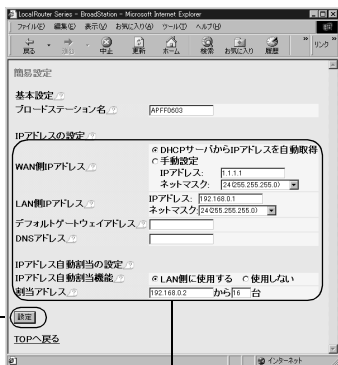 LocalRouter Series - BroadStation - Microsoft Internet Explorer
ファイル(F) 編集(E) 表示(V) お気に入り(A) ツール(T) ヘルプ(H)
戻る 中止 更新 ホーム 検索 お気に入り 履歴 リンク
簡易設定
基本設定
ブロードステーション名 APFF0603
IPアドレスの設定
WAN側IPアドレス
DHCPサーバからIPアドレスを自動取得
手動設定
IPアドレス: 1.1.1.1
ネットマスク: 24(255.255.255.0)
LAN側IPアドレス
IPアドレス: 192.168.0.1
ネットマスク: 24(255.255.255.0)
デフォルトゲートウェイアドレス
DNSアドレス
IPアドレス自動割当の設定
IPアドレス自動割当機能 LAN側に使用する 使用しない
割当アドレス 192.168.0.2 から 16 台
設定
TOPへ戻る
インターネット